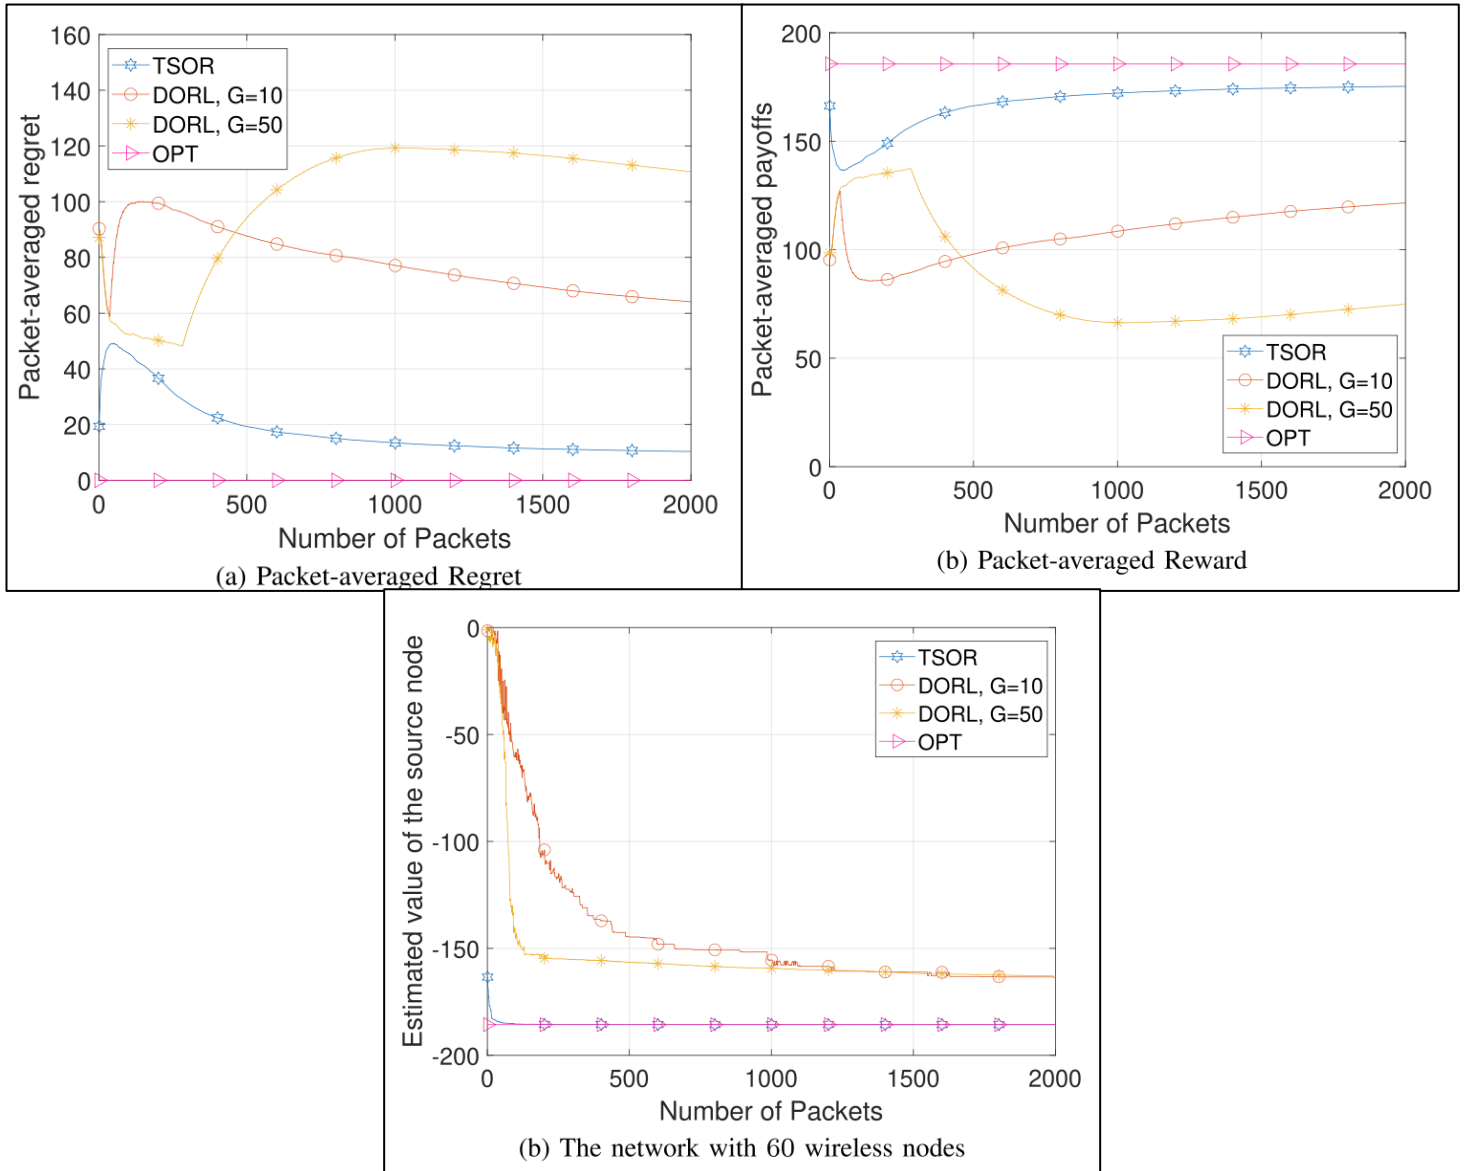 160
140
120
100
80
60
40
20
0
Packet-averaged regret
TSOR
DORL, G=10
DORL, G=50
OPT
0
500
1000
1500
2000
Number of Packets
(a) Packet-averaged Regret
200
150
100
50
0
Packet-averaged payoffs
TSOR
DORL, G=10
DORL, G=50
OPT
0
500
1000
1500
2000
Number of Packets
(b) Packet-averaged Reward
0
-50
-100
-150
-200
Estimated value of the source node
TSOR
DORL, G=10
DORL, G=50
OPT
0
500
1000
1500
2000
Number of Packets
(b) The network with 60 wireless nodes